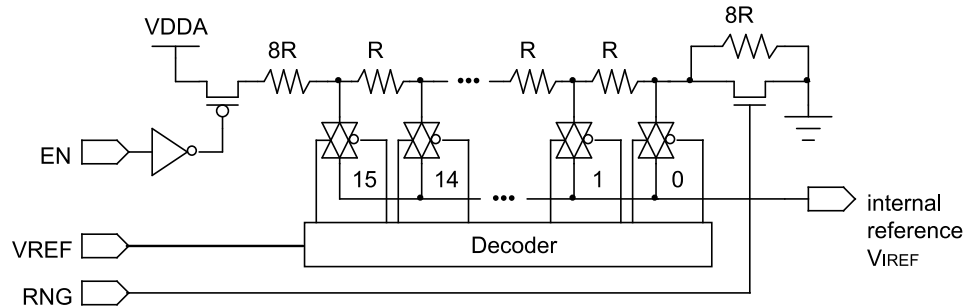 VDDA
8R
R
R
R
8R
EN
15
14
1
0
internal
reference
VIREF
Decoder
VREF
RNG